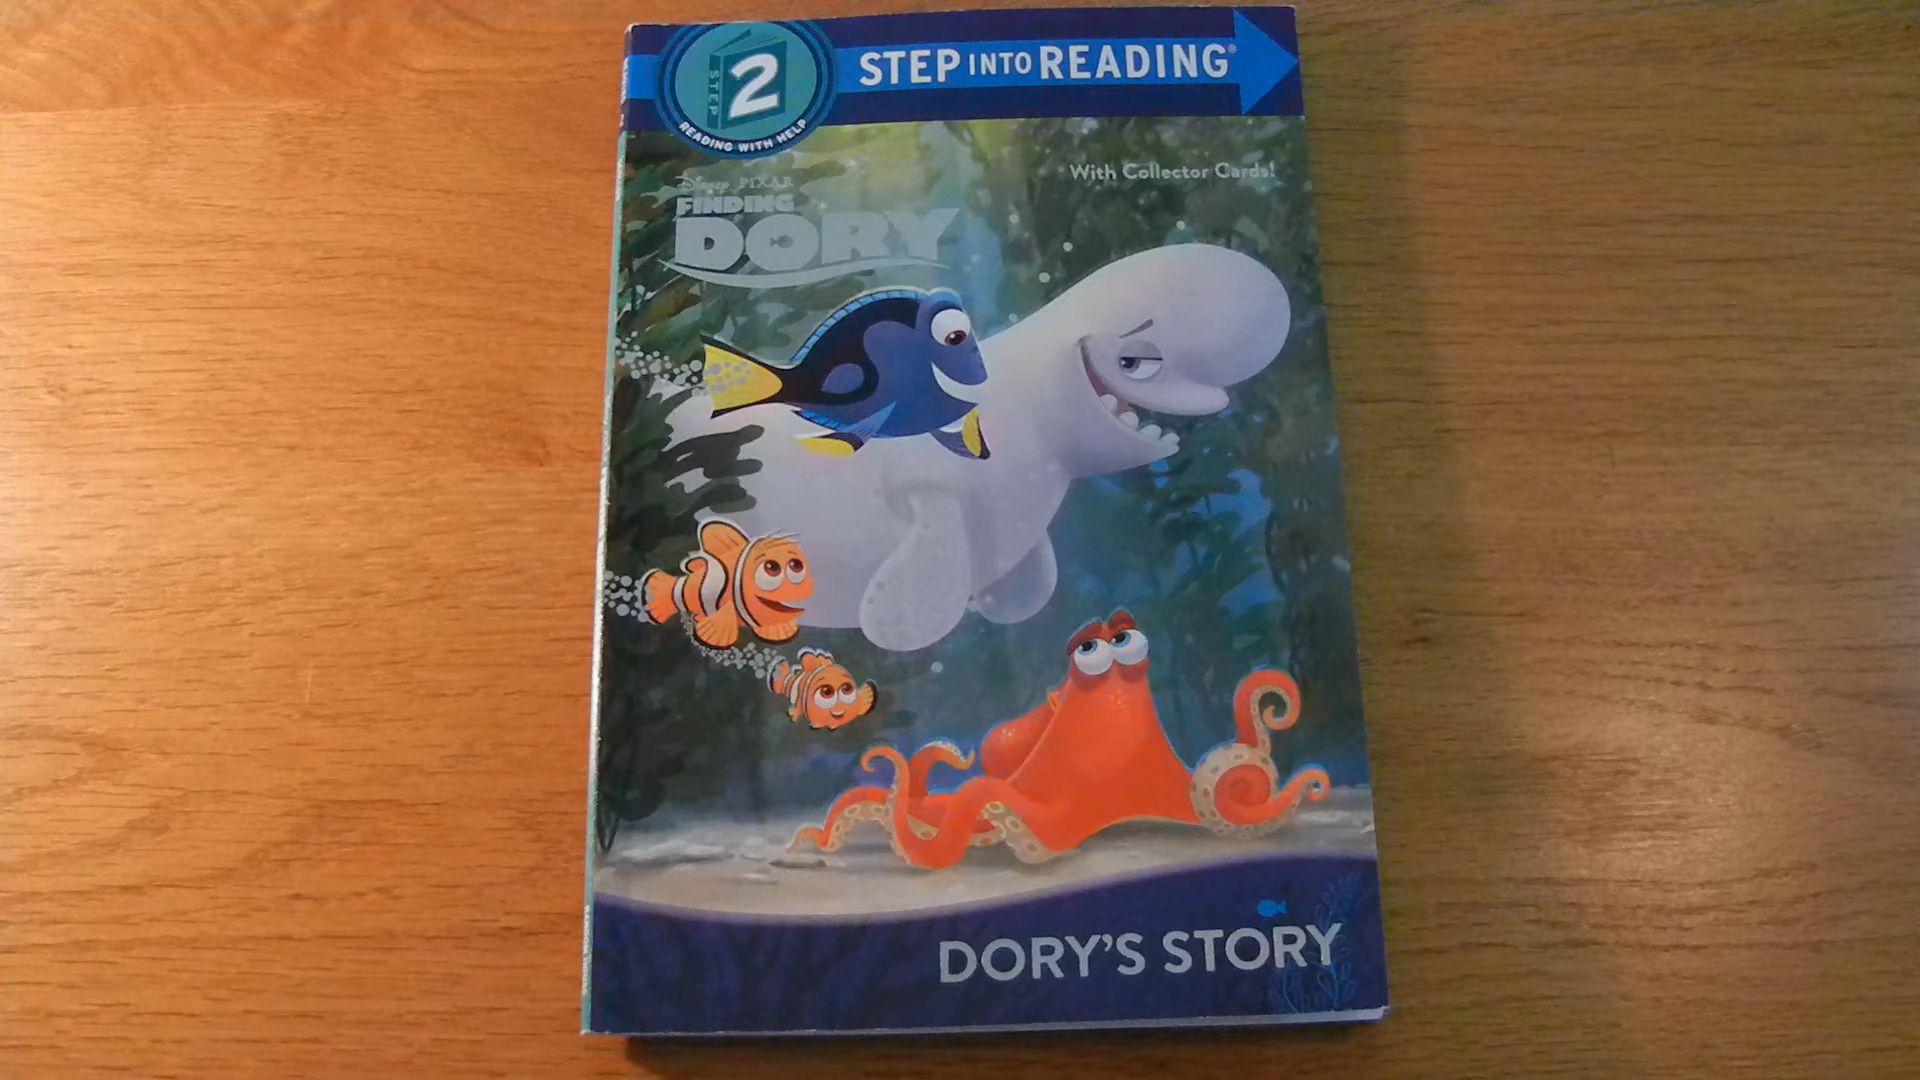 STEP 2
READING WITH HELP
STEP INTO READING®
With Collector Cards!
Disney PIXAR
FINDING
DORY
DORY'S STORY